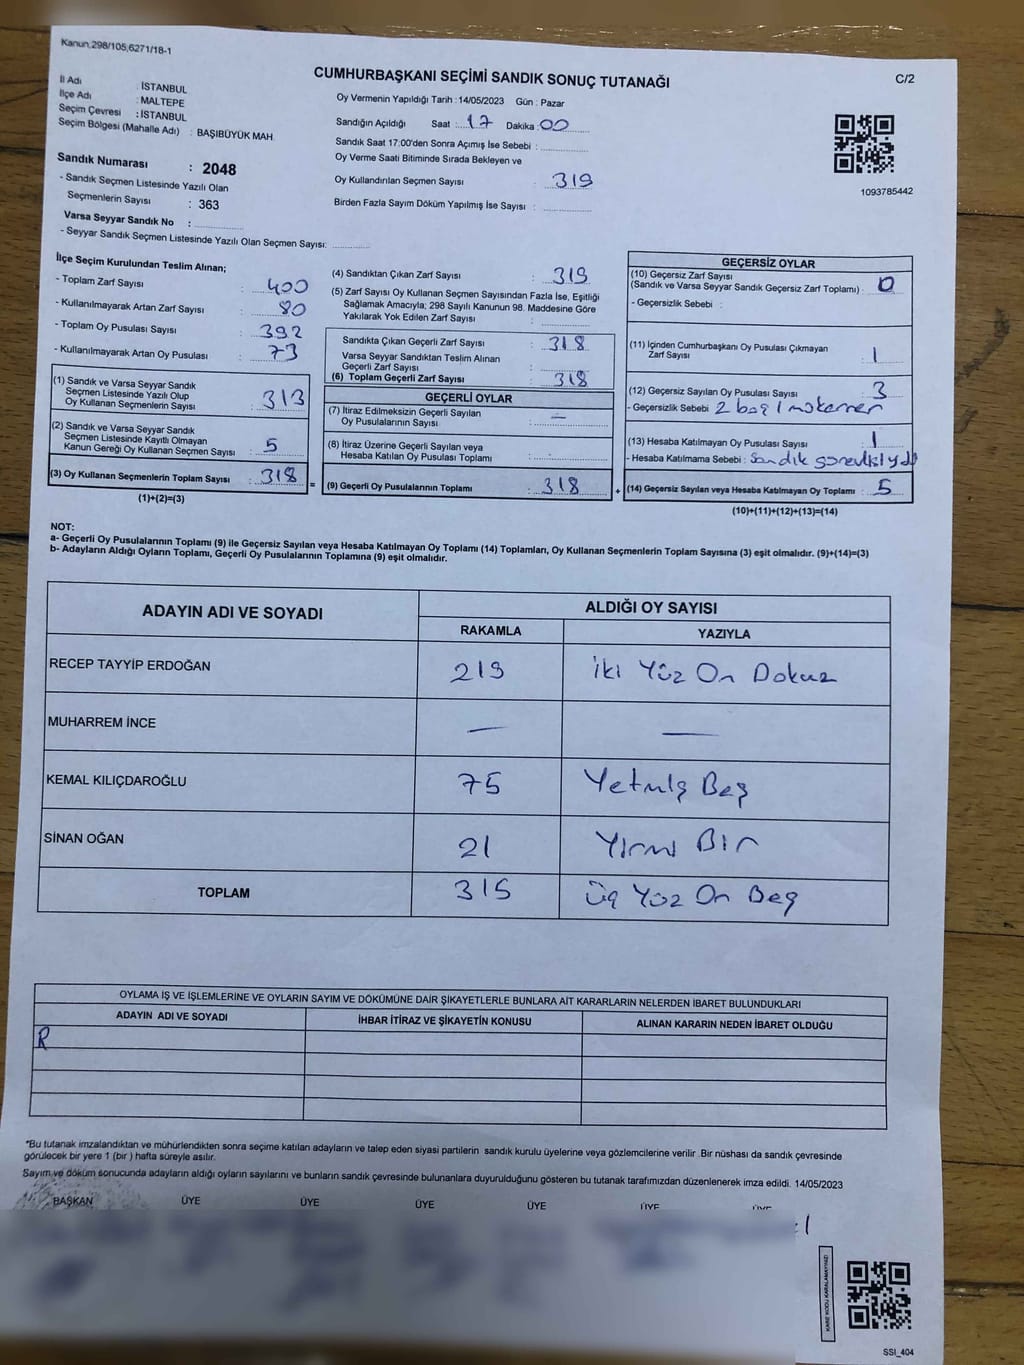 Kanun,298/105,6271/18-1
C/2
CUMHURBAŞKANI SEÇİMİ SANDIK SONUÇ TUTANAĞI
İl Adı : İSTANBUL
İlçe Adı : MALTEPE
Seçim Çevresi : İSTANBUL
Seçim Bölgesi (Mahalle Adı) : BAŞIBÜYÜK MAH.
Sandık Numarası : 2048
- Sandık Seçmen Listesinde Yazılı Olan
Seçmenlerin Sayısı : 363
Varsa Seyyar Sandık No :
- Seyyar Sandık Seçmen Listesinde Yazılı Olan Seçmen Sayısı:
Oy Vermenin Yapıldığı Tarih : 14/05/2023 Gün : Pazar
Sandığın Açıldığı Saat : 17 Dakika : 00
Sandık Saat 17:00'den Sonra Açımış İse Sebebi :
Oy Verme Saati Bitiminde Sırada Bekleyen ve
Oy Kullandırılan Seçmen Sayısı : 319
Birden Fazla Sayım Döküm Yapılmış İse Sayısı :
1093785442
İlçe Seçim Kurulundan Teslim Alınan;
- Toplam Zarf Sayısı : 400
- Kullanılmayarak Artan Zarf Sayısı : 80
- Toplam Oy Pusulası Sayısı : 392
- Kullanılmayarak Artan Oy Pusulası : 73
(1) Sandık ve Varsa Seyyar Sandık
Seçmen Listesinde Yazılı Olup
Oy Kullanan Seçmenlerin Sayısı : 313
(2) Sandık ve Varsa Seyyar Sandık
Seçmen Listesinde Kayıtlı Olmayan
Kanun Gereği Oy Kullanan Seçmen Sayısı : 5
(3) Oy Kullanan Seçmenlerin Toplam Sayısı : 318
(1)+(2)=(3)
(4) Sandıktan Çıkan Zarf Sayısı : 319
(5) Zarf Sayısı Oy Kullanan Seçmen Sayısından Fazla İse, Eşitliği
Sağlamak Amacıyla; 298 Sayılı Kanunun 98. Maddesine Göre
Yakılarak Yok Edilen Zarf Sayısı :
Sandıkta Çıkan Geçerli Zarf Sayısı : 318
Varsa Seyyar Sandıktan Teslim Alınan
Geçerli Zarf Sayısı :
(6) Toplam Geçerli Zarf Sayısı : 318
GEÇERLİ OYLAR
(7) İtiraz Edilmeksizin Geçerli Sayılan
Oy Pusulalarının Sayısı : —
(8) İtiraz Üzerine Geçerli Sayılan veya
Hesaba Katılan Oy Pusulası Toplamı :
= (9) Geçerli Oy Pusulalarının Toplamı : 318 +
GEÇERSİZ OYLAR
(10) Geçersiz Zarf Sayısı
(Sandık ve Varsa Seyyar Sandık Geçersiz Zarf Toplamı) : 0
- Geçersizlik Sebebi :
(11) İçinden Cumhurbaşkanı Oy Pusulası Çıkmayan
Zarf Sayısı : 1
(12) Geçersiz Sayılan Oy Pusulası Sayısı : 3
- Geçersizlik Sebebi : 2 boş 1 mükerrer
(13) Hesaba Katılmayan Oy Pusulası Sayısı : 1
- Hesaba Katılmama Sebebi : Sandık görevlisiydi
(14) Geçersiz Sayılan veya Hesaba Katılmayan Oy Toplamı : 5
(10)+(11)+(12)+(13)=(14)
NOT:
a- Geçerli Oy Pusulalarının Toplamı (9) ile Geçersiz Sayılan veya Hesaba Katılmayan Oy Toplamı (14) Toplamları, Oy Kullanan Seçmenlerin Toplam Sayısına (3) eşit olmalıdır. (9)+(14)=(3)
b- Adayların Aldığı Oyların Toplamı, Geçerli Oy Pusulalarının Toplamına (9) eşit olmalıdır.
ADAYIN ADI VE SOYADI ALDIĞI OY SAYISI
RAKAMLA YAZIYLA
RECEP TAYYİP ERDOĞAN 219 İki Yüz On Dokuz
MUHARREM İNCE — —
KEMAL KILIÇDAROĞLU 75 Yetmiş Beş
SİNAN OĞAN 21 Yirmi Bir
TOPLAM 315 Üç Yüz On Beş
OYLAMA İŞ VE İŞLEMLERİNE VE OYLARIN SAYIM VE DÖKÜMÜNE DAİR ŞİKAYETLERLE BUNLARA AİT KARARLARIN NELERDEN İBARET BULUNDUKLARI
ADAYIN ADI VE SOYADI İHBAR İTİRAZ VE ŞİKAYETİN KONUSU ALINAN KARARIN NEDEN İBARET OLDUĞU
R
*Bu tutanak imzalandıktan ve mühürlendikten sonra seçime katılan adayların ve talep eden siyasi partilerin sandık kurulu üyelerine veya gözlemcilerine verilir .Bir nüshası da sandık çevresinde
görülecek bir yere 1 (bir ) hafta süreyle asılır.
Sayım ve döküm sonucunda adayların aldığı oyların sayılarını ve bunların sandık çevresinde bulunanlara duyurulduğunu gösteren bu tutanak tarafımızdan düzenlenerek imza edildi. 14/05/2023
BAŞKAN ÜYE ÜYE ÜYE ÜYE ÜYE ÜYE
KARE KODU KARALAMAYINIZ!
SSI_404